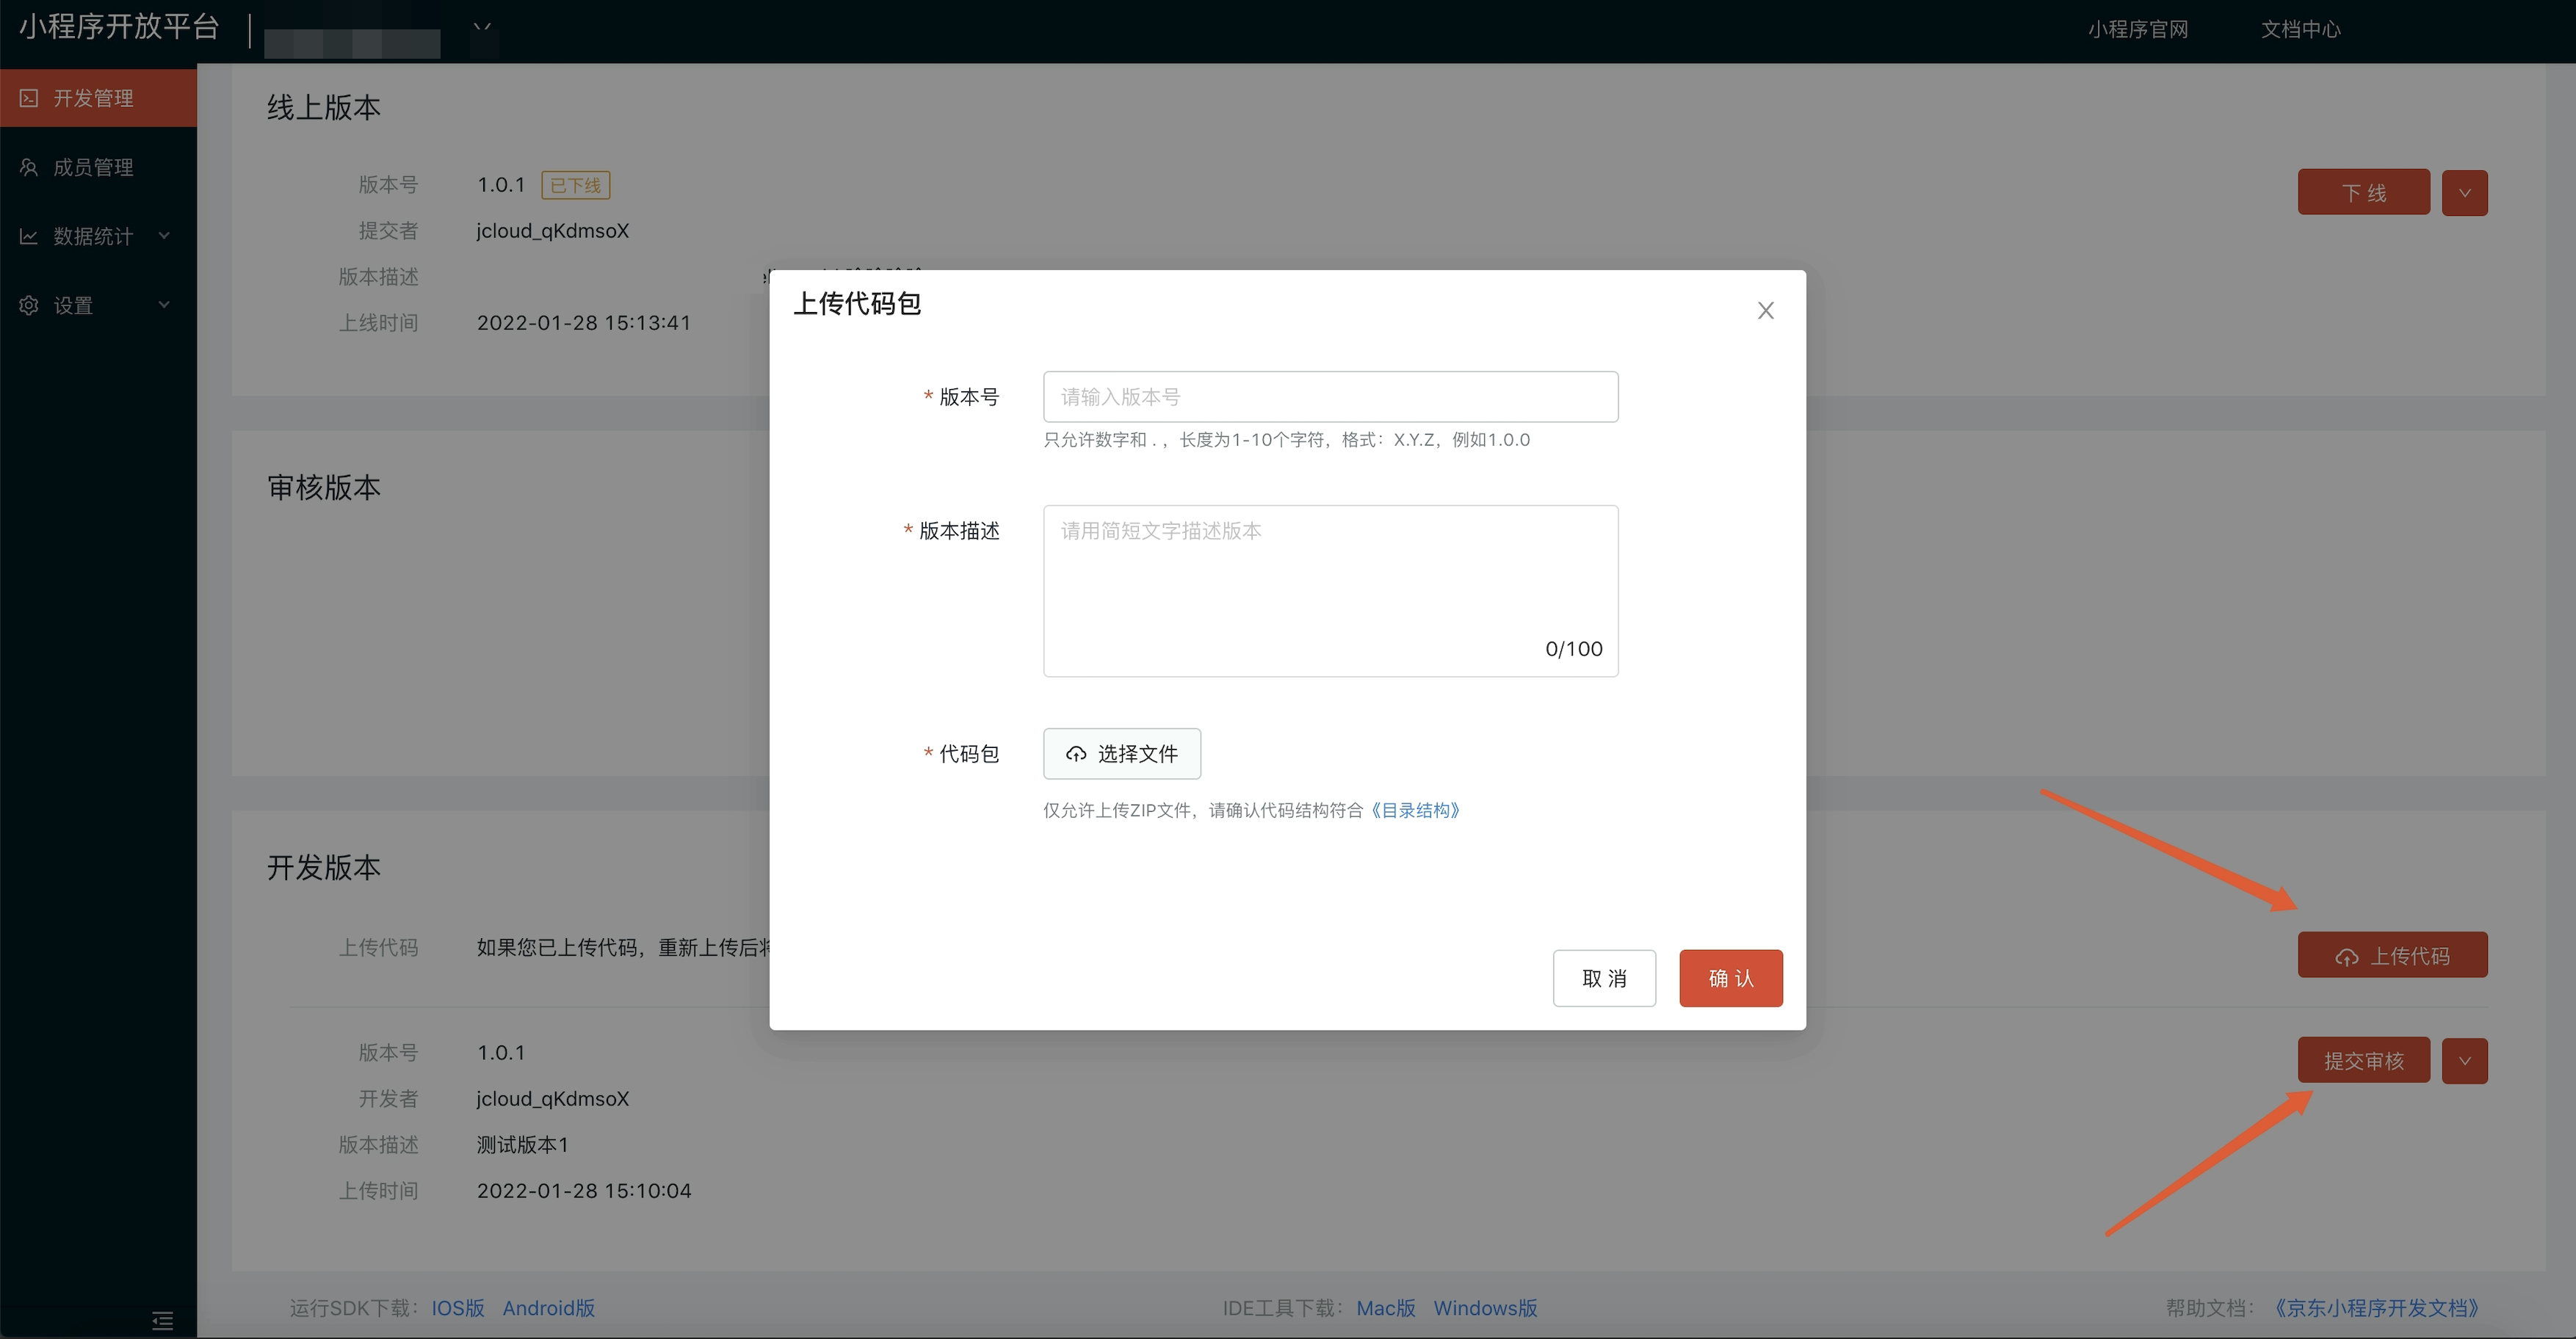 小程序开放平台
小程序官网 文档中心
开发管理
成员管理
数据统计
设置
线上版本
版本号 1.0.1 已下线
下线
提交者 jcloud_qKdmsoX
版本描述
上线时间 2022-01-28 15:13:41
审核版本
上传代码包
* 版本号 请输入版本号
只允许数字和 . ，长度为1-10个字符，格式：X.Y.Z，例如1.0.0
* 版本描述 请用简短文字描述版本
0/100
* 代码包 选择文件
仅允许上传ZIP文件，请确认代码结构符合《目录结构》
取消 确认
开发版本
上传代码 如果您已上传代码，重新上传后
上传代码
版本号 1.0.1
提交审核
开发者 jcloud_qKdmsoX
版本描述 测试版本1
上传时间 2022-01-28 15:10:04
运行SDK下载： IOS版 Android版
IDE工具下载： Mac版 Windows版
帮助文档： 《京东小程序开发文档》